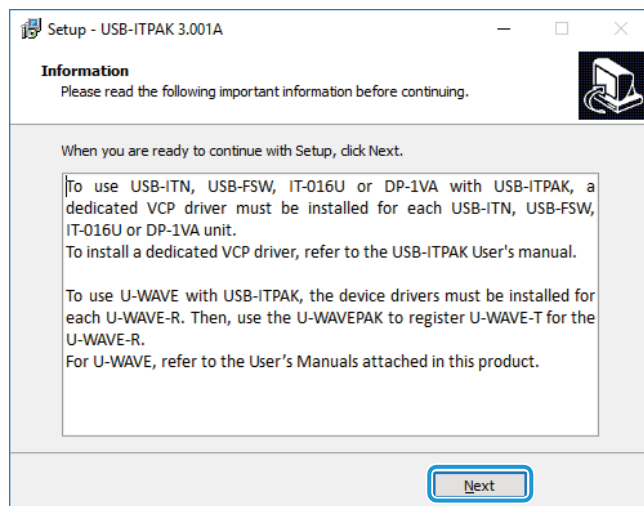 Setup - USB-ITPAK 3.001A
Information
Please read the following important information before continuing.
When you are ready to continue with Setup, click Next.
To use USB-ITN, USB-FSW, IT-016U or DP-1VA with USB-ITPAK, a
dedicated VCP driver must be installed for each USB-ITN, USB-FSW,
IT-016U or DP-1VA unit.
To install a dedicated VCP driver, refer to the USB-ITPAK User's manual.
To use U-WAVE with USB-ITPAK, the device drivers must be installed for
each U-WAVE-R. Then, use the U-WAVEPAK to register U-WAVE-T for the
U-WAVE-R.
For U-WAVE, refer to the User’s Manuals attached in this product.
Next